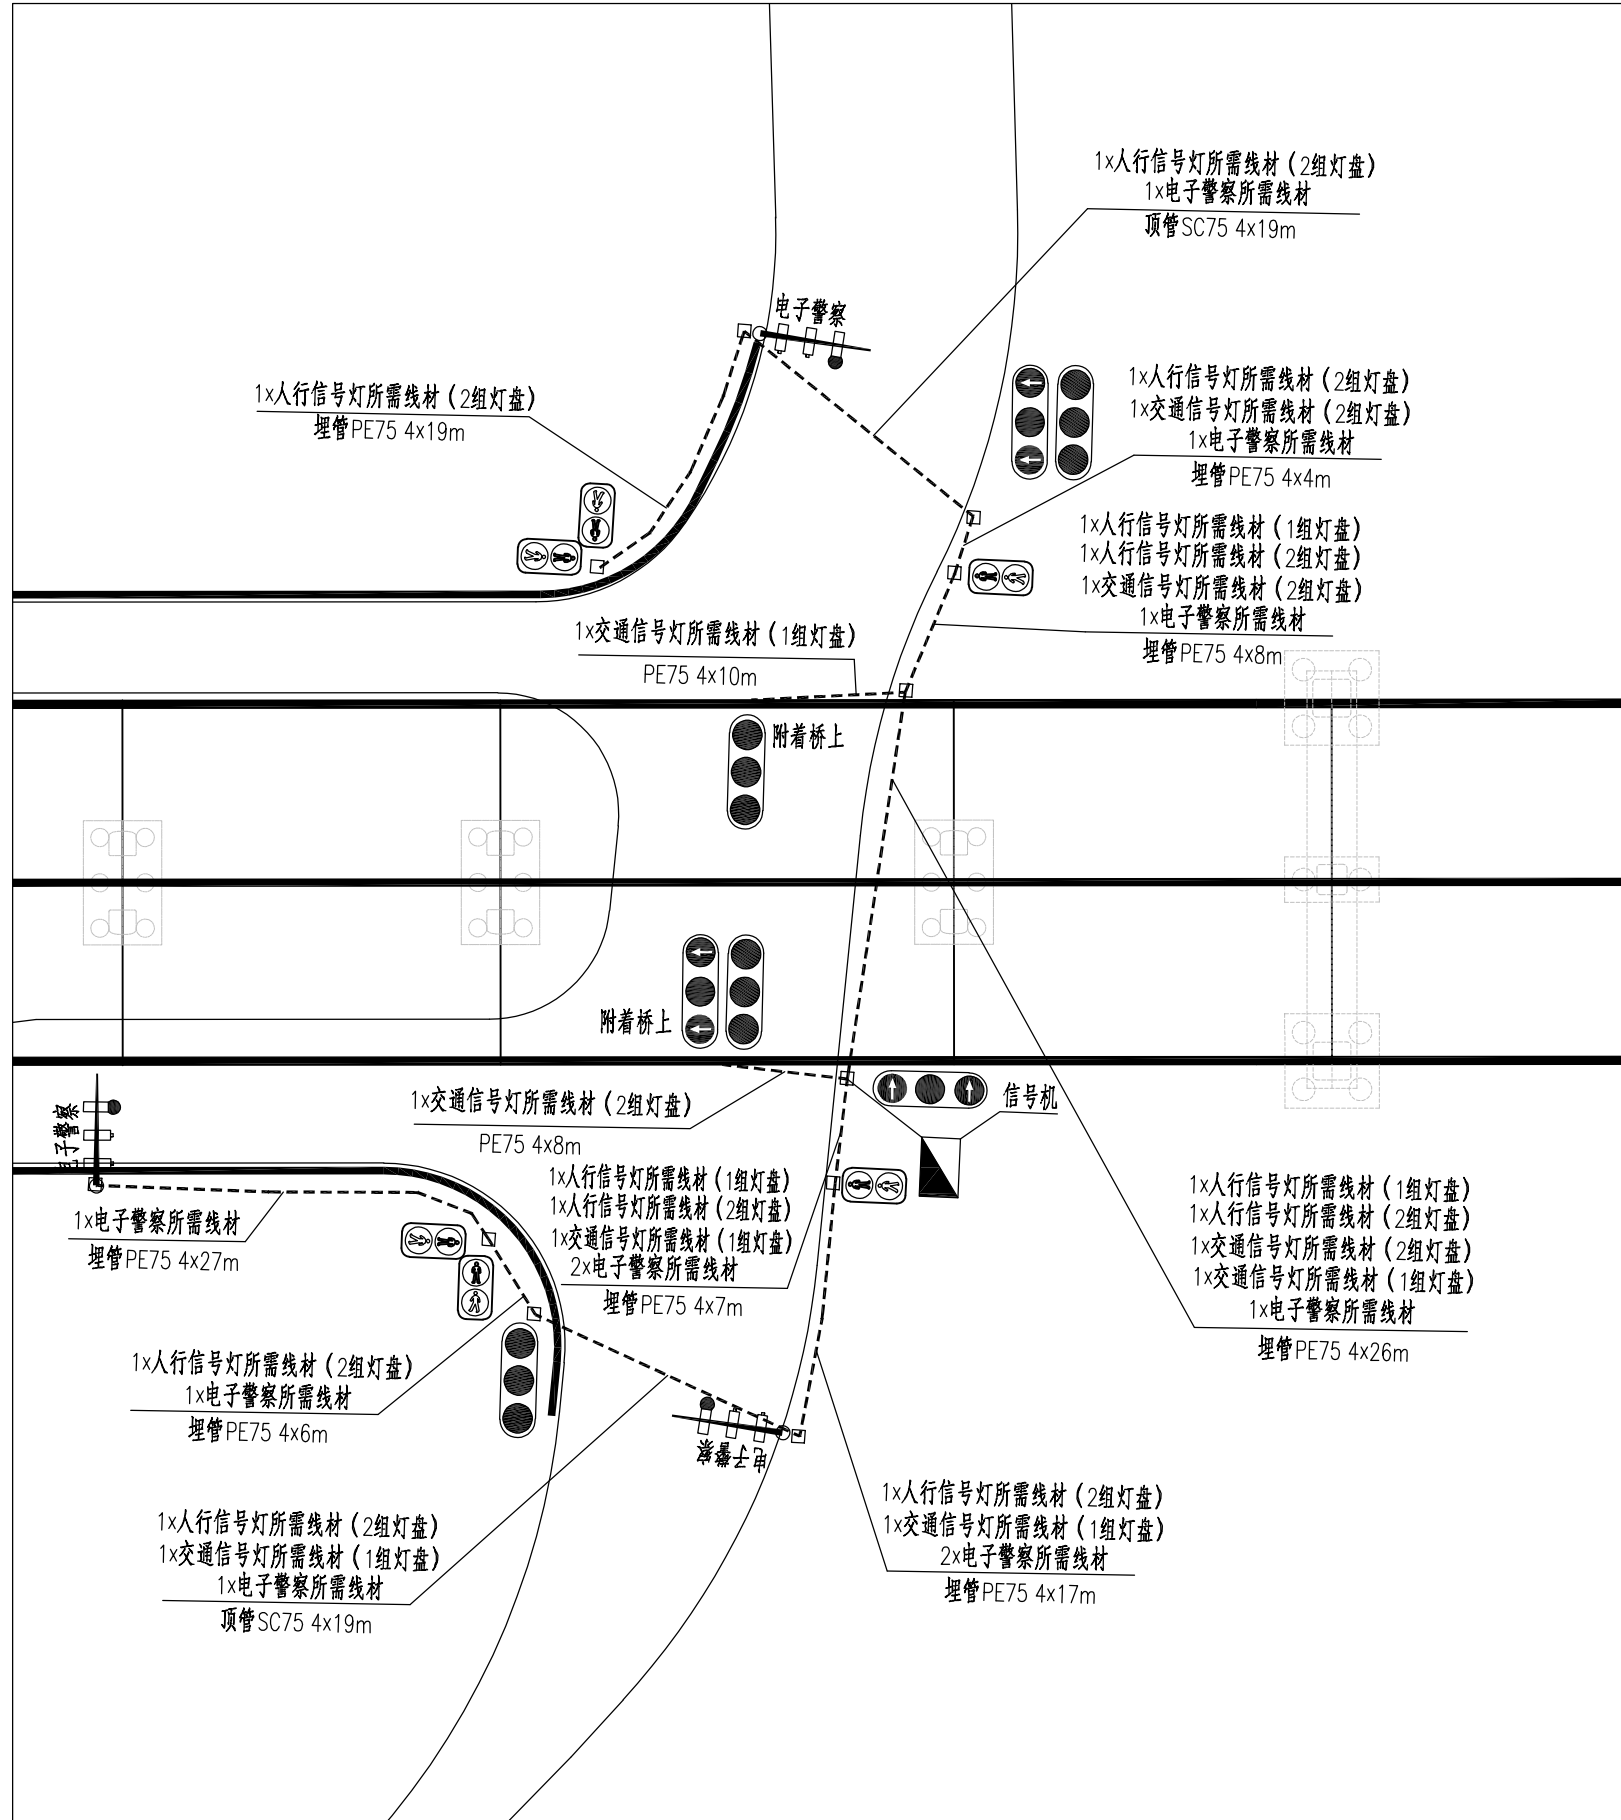 1x人行信号灯所需线材（2组灯盘）
1x电子警察所需线材
顶管SC75 4x19m
电子警察
1x人行信号灯所需线材（2组灯盘）
埋管PE75 4x19m
1x人行信号灯所需线材（2组灯盘）
1x交通信号灯所需线材（2组灯盘）
1x电子警察所需线材
埋管PE75 4x4m
1x人行信号灯所需线材（1组灯盘）
1x人行信号灯所需线材（2组灯盘）
1x交通信号灯所需线材（2组灯盘）
1x电子警察所需线材
埋管PE75 4x8m
1x交通信号灯所需线材（1组灯盘）
PE75 4x10m
附着桥上
附着桥上
信号机
电子警察
1x交通信号灯所需线材（2组灯盘）
PE75 4x8m
1x人行信号灯所需线材（1组灯盘）
1x人行信号灯所需线材（2组灯盘）
1x交通信号灯所需线材（1组灯盘）
2x电子警察所需线材
埋管PE75 4x7m
1x电子警察所需线材
埋管PE75 4x27m
1x人行信号灯所需线材（1组灯盘）
1x人行信号灯所需线材（2组灯盘）
1x交通信号灯所需线材（2组灯盘）
1x交通信号灯所需线材（1组灯盘）
1x电子警察所需线材
埋管PE75 4x26m
1x人行信号灯所需线材（2组灯盘）
1x电子警察所需线材
埋管PE75 4x6m
电子警察
1x人行信号灯所需线材（2组灯盘）
1x交通信号灯所需线材（1组灯盘）
2x电子警察所需线材
埋管PE75 4x17m
1x人行信号灯所需线材（2组灯盘）
1x交通信号灯所需线材（1组灯盘）
1x电子警察所需线材
顶管SC75 4x19m